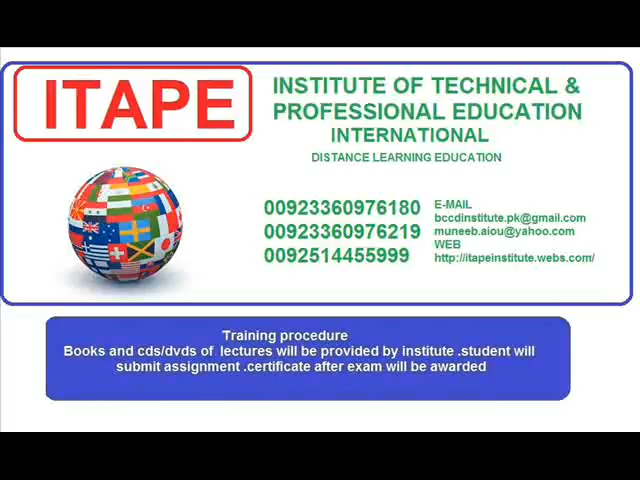 ITAPE
INSTITUTE OF TECHNICAL &
PROFESSIONAL EDUCATION
INTERNATIONAL
DISTANCE LEARNING EDUCATION
00923360976180
00923360976219
0092514455999
E-MAIL
bccdinstitute.pk@gmail.com
muneeb.aiou@yahoo.com
WEB
http://itapeinstitute.webs.com/
Training procedure
Books and cds/dvds of lectures will be provided by institute .student will
submit assignment .certificate after exam will be awarded